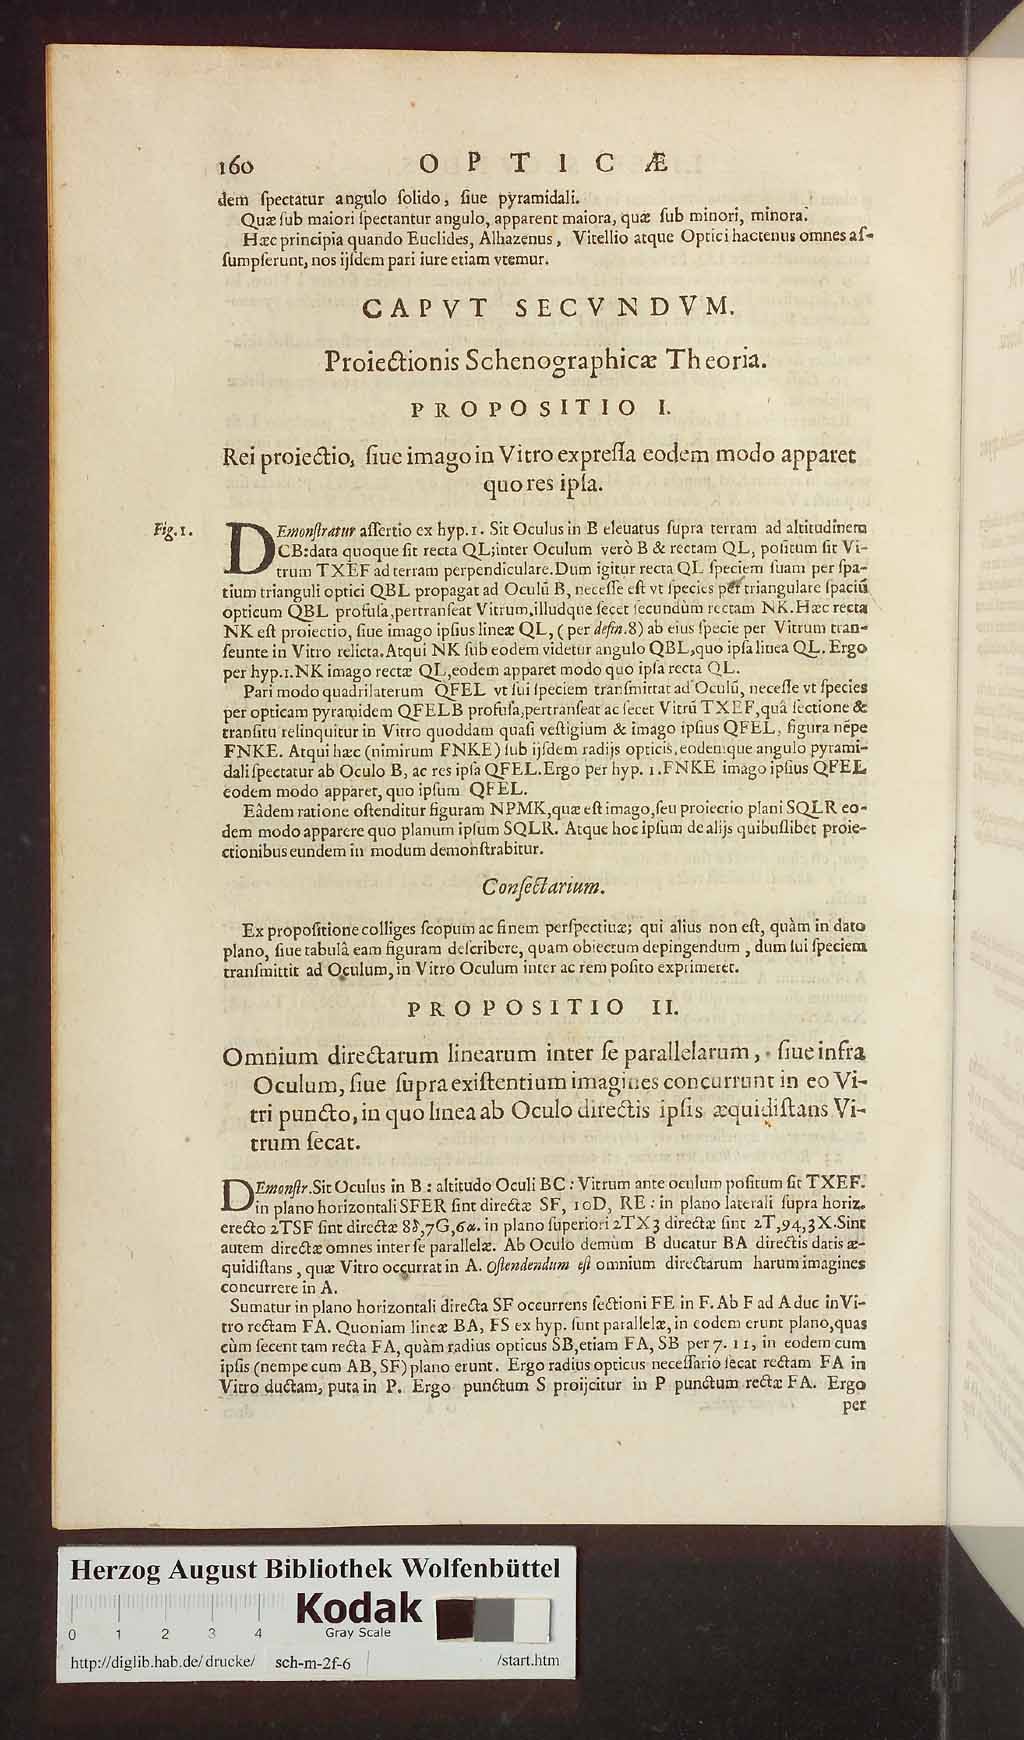 160 OPTICÆ
dem ſpectatur angulo ſolido, ſiue pyramidali.
Quæ ſub maiori ſpectantur angulo, apparent maiora, quæ ſub minori, minora.
Hæc principia quando Euclides, Alhazenus, Vitellio atque Optici hactenus omnes aſ-
ſumpſerunt, nos ijſdem pari iure etiam vtemur.
CAPVT SECVNDVM.
Proiectionis Schenographicæ Theoria.
PROPOSITIO I.
Rei proiectio, ſiue imago in Vitro expreſſa eodem modo apparet
quo res ipſa.
Fig. 1.
DEmonſtratur aſſertio ex hyp. 1. Sit Oculus in B eleuatus ſupra terram ad altitudinem
CB: data quoque ſit recta QL; inter Oculum verò B & rectam QL, poſitum ſit Vi-
trum TXEF ad terram perpendiculare. Dum igitur recta QL ſpeciem ſuam per ſpa-
tium trianguli optici QBL propagat ad Oculũ B, neceſſe eſt vt ſpecies per triangulare ſpaciũ
opticum QBL profuſa, pertranſeat Vitrum, illudque ſecet ſecundùm rectam NK. Hæc recta
NK eſt proiectio, ſiue imago ipſius lineæ QL, (per defin. 8) ab eius ſpecie per Vitrum tran-
ſeunte in Vitro relicta. Atqui NK ſub eodem videtur angulo QBL, quo ipſa linea QL. Ergo
per hyp. 1. NK imago rectæ QL, eodem apparet modo quo ipſa recta QL.
Pari modo quadrilaterum QFEL vt ſui ſpeciem tranſmittat ad Oculũ, neceſſe vt ſpecies
per opticam pyramidem QFELB profuſa, pertranſeat ac ſecet Vitrũ TXEF, quâ ſectione &
tranſitu relinquitur in Vitro quoddam quaſi veſtigium & imago ipſius QFEL, figura nẽpe
FNKE. Atqui hæc (nimirum FNKE) ſub ijſdem radijs opticis, eodemque angulo pyrami-
dali ſpectatur ab Oculo B, ac res ipſa QFEL. Ergo per hyp. 1. FNKE imago ipſius QFEL
eodem modo apparet, quo ipſum QFEL.
Eâdem ratione oſtenditur figuram NPMK, quæ eſt imago, ſeu proiectio plani SQLR eo-
dem modo apparere quo planum ipſum SQLR. Atque hoc ipſum de alijs quibuſlibet proie-
ctionibus eundem in modum demonſtrabitur.
Conſectarium.
Ex propoſitione colliges ſcopum ac finem perſpectiuæ; qui alius non eſt, quàm in dato
plano, ſiue tabulâ eam figuram deſcribere, quam obiectum depingendum, dum ſui ſpeciem
tranſmittit ad Oculum, in Vitro Oculum inter ac rem poſito exprimeret.
PROPOSITIO II.
Omnium directarum linearum inter ſe parallelarum, ſiue infra
Oculum, ſiue ſupra exiſtentium imagines concurrunt in eo Vi-
tri puncto, in quo linea ab Oculo directis ipſis æquidiſtans Vi-
trum ſecat.
DEmonſtr. Sit Oculus in B: altitudo Oculi BC: Vitrum ante oculum poſitum ſit TXEF.
in plano horizontali SFER ſint directæ SF, 10D, RE: in plano laterali ſupra horiz.
erecto 2TSF ſint directæ 8δ, 7G, 6α. in plano ſuperiori 2TX3 directæ ſint 2T, 94, 3X. Sint
autem directæ omnes inter ſe parallelæ. Ab Oculo demùm B ducatur BA directis datis æ-
quidiſtans, quæ Vitro occurrat in A. Oſtendendum eſt omnium directarum harum imagines
concurrere in A.
Sumatur in plano horizontali directa SF occurrens ſectioni FE in F. Ab F ad A duc in Vi-
tro rectam FA. Quoniam lineæ BA, FS ex hyp. ſunt parallelæ, in eodem erunt plano, quas
cùm ſecent tam recta FA, quàm radius opticus SB, etiam FA, SB per 7. 11, in eodem cum
ipſis (nempe cum AB, SF) plano erunt. Ergo radius opticus neceſſario ſecat rectam FA in
Vitro ductam, puta in P. Ergo punctum S proijcitur in P punctum rectæ FA. Ergo
per
Herzog August Bibliothek Wolfenbüttel
Kodak
Gray Scale
0 1 2 3 4
http://diglib.hab.de/drucke/ sch-m-2f-6 /start.htm